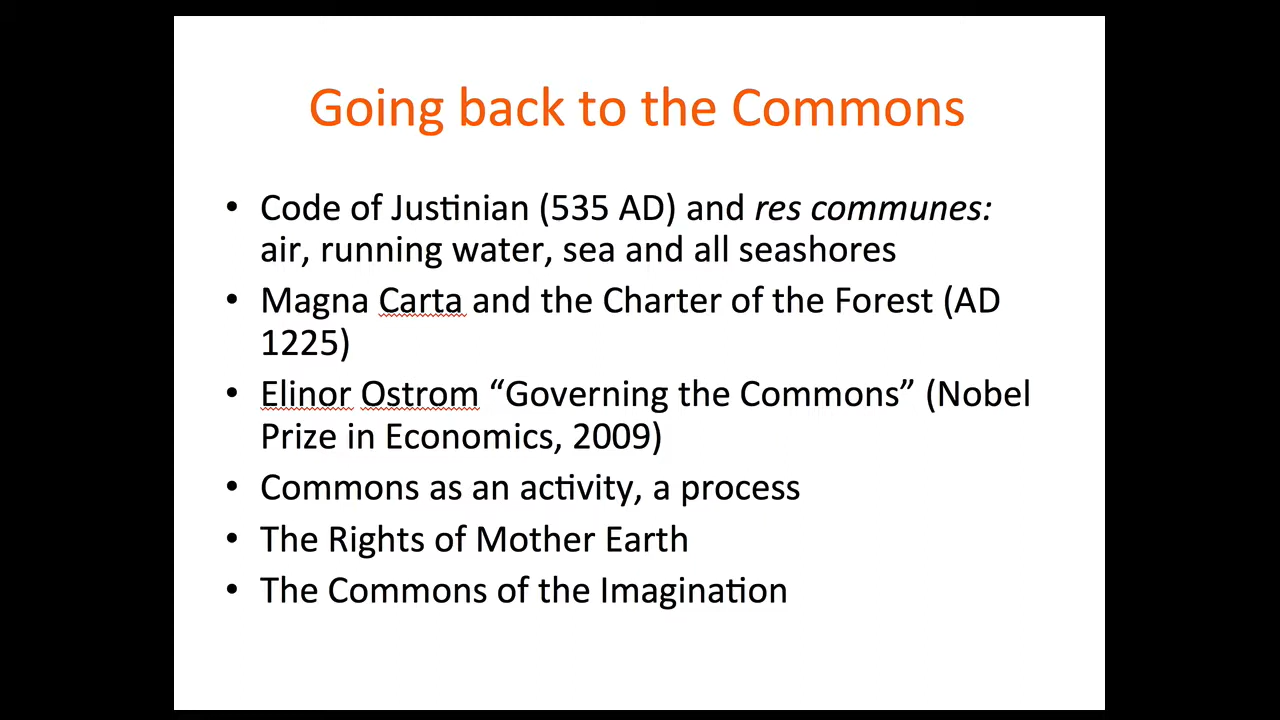 Going back to the Commons
• Code of Justinian (535 AD) and res communes:
air, running water, sea and all seashores
• Magna Carta and the Charter of the Forest (AD
1225)
• Elinor Ostrom “Governing the Commons” (Nobel
Prize in Economics, 2009)
• Commons as an activity, a process
• The Rights of Mother Earth
• The Commons of the Imagination